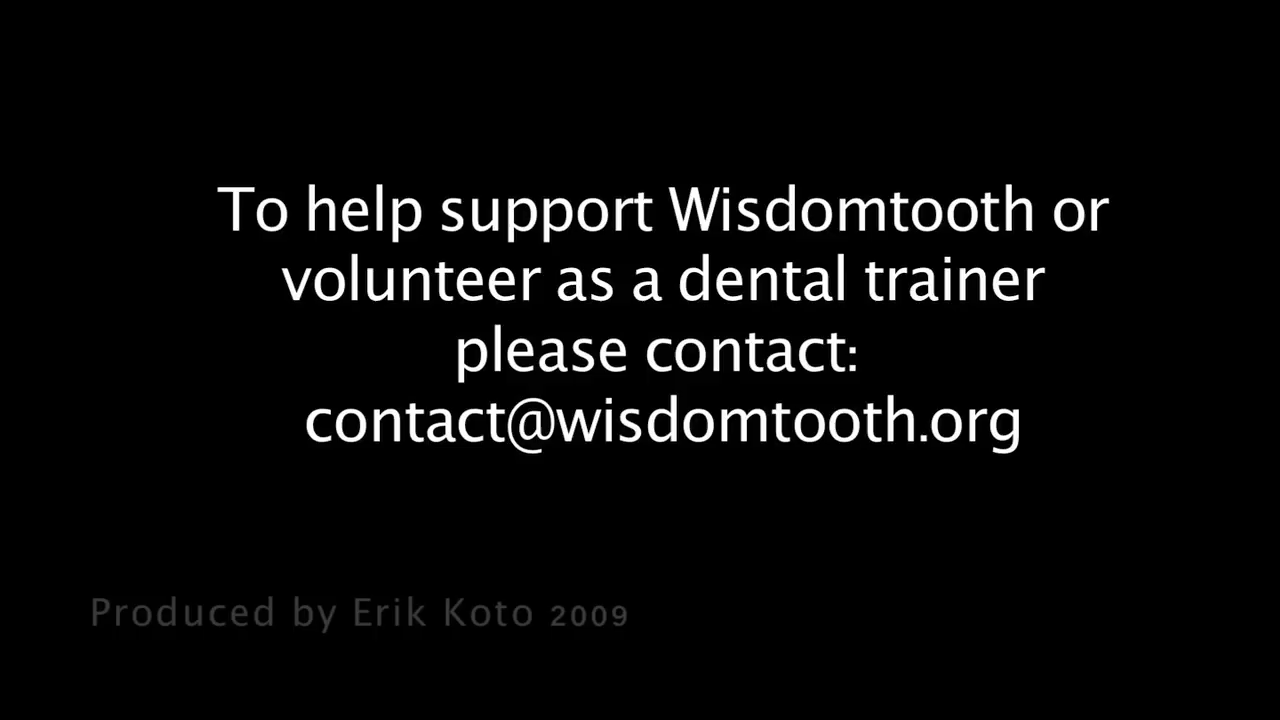 To help support Wisdomtooth or
volunteer as a dental trainer
please contact:
contact@wisdomtooth.org
Produced by Erik Koto 2009